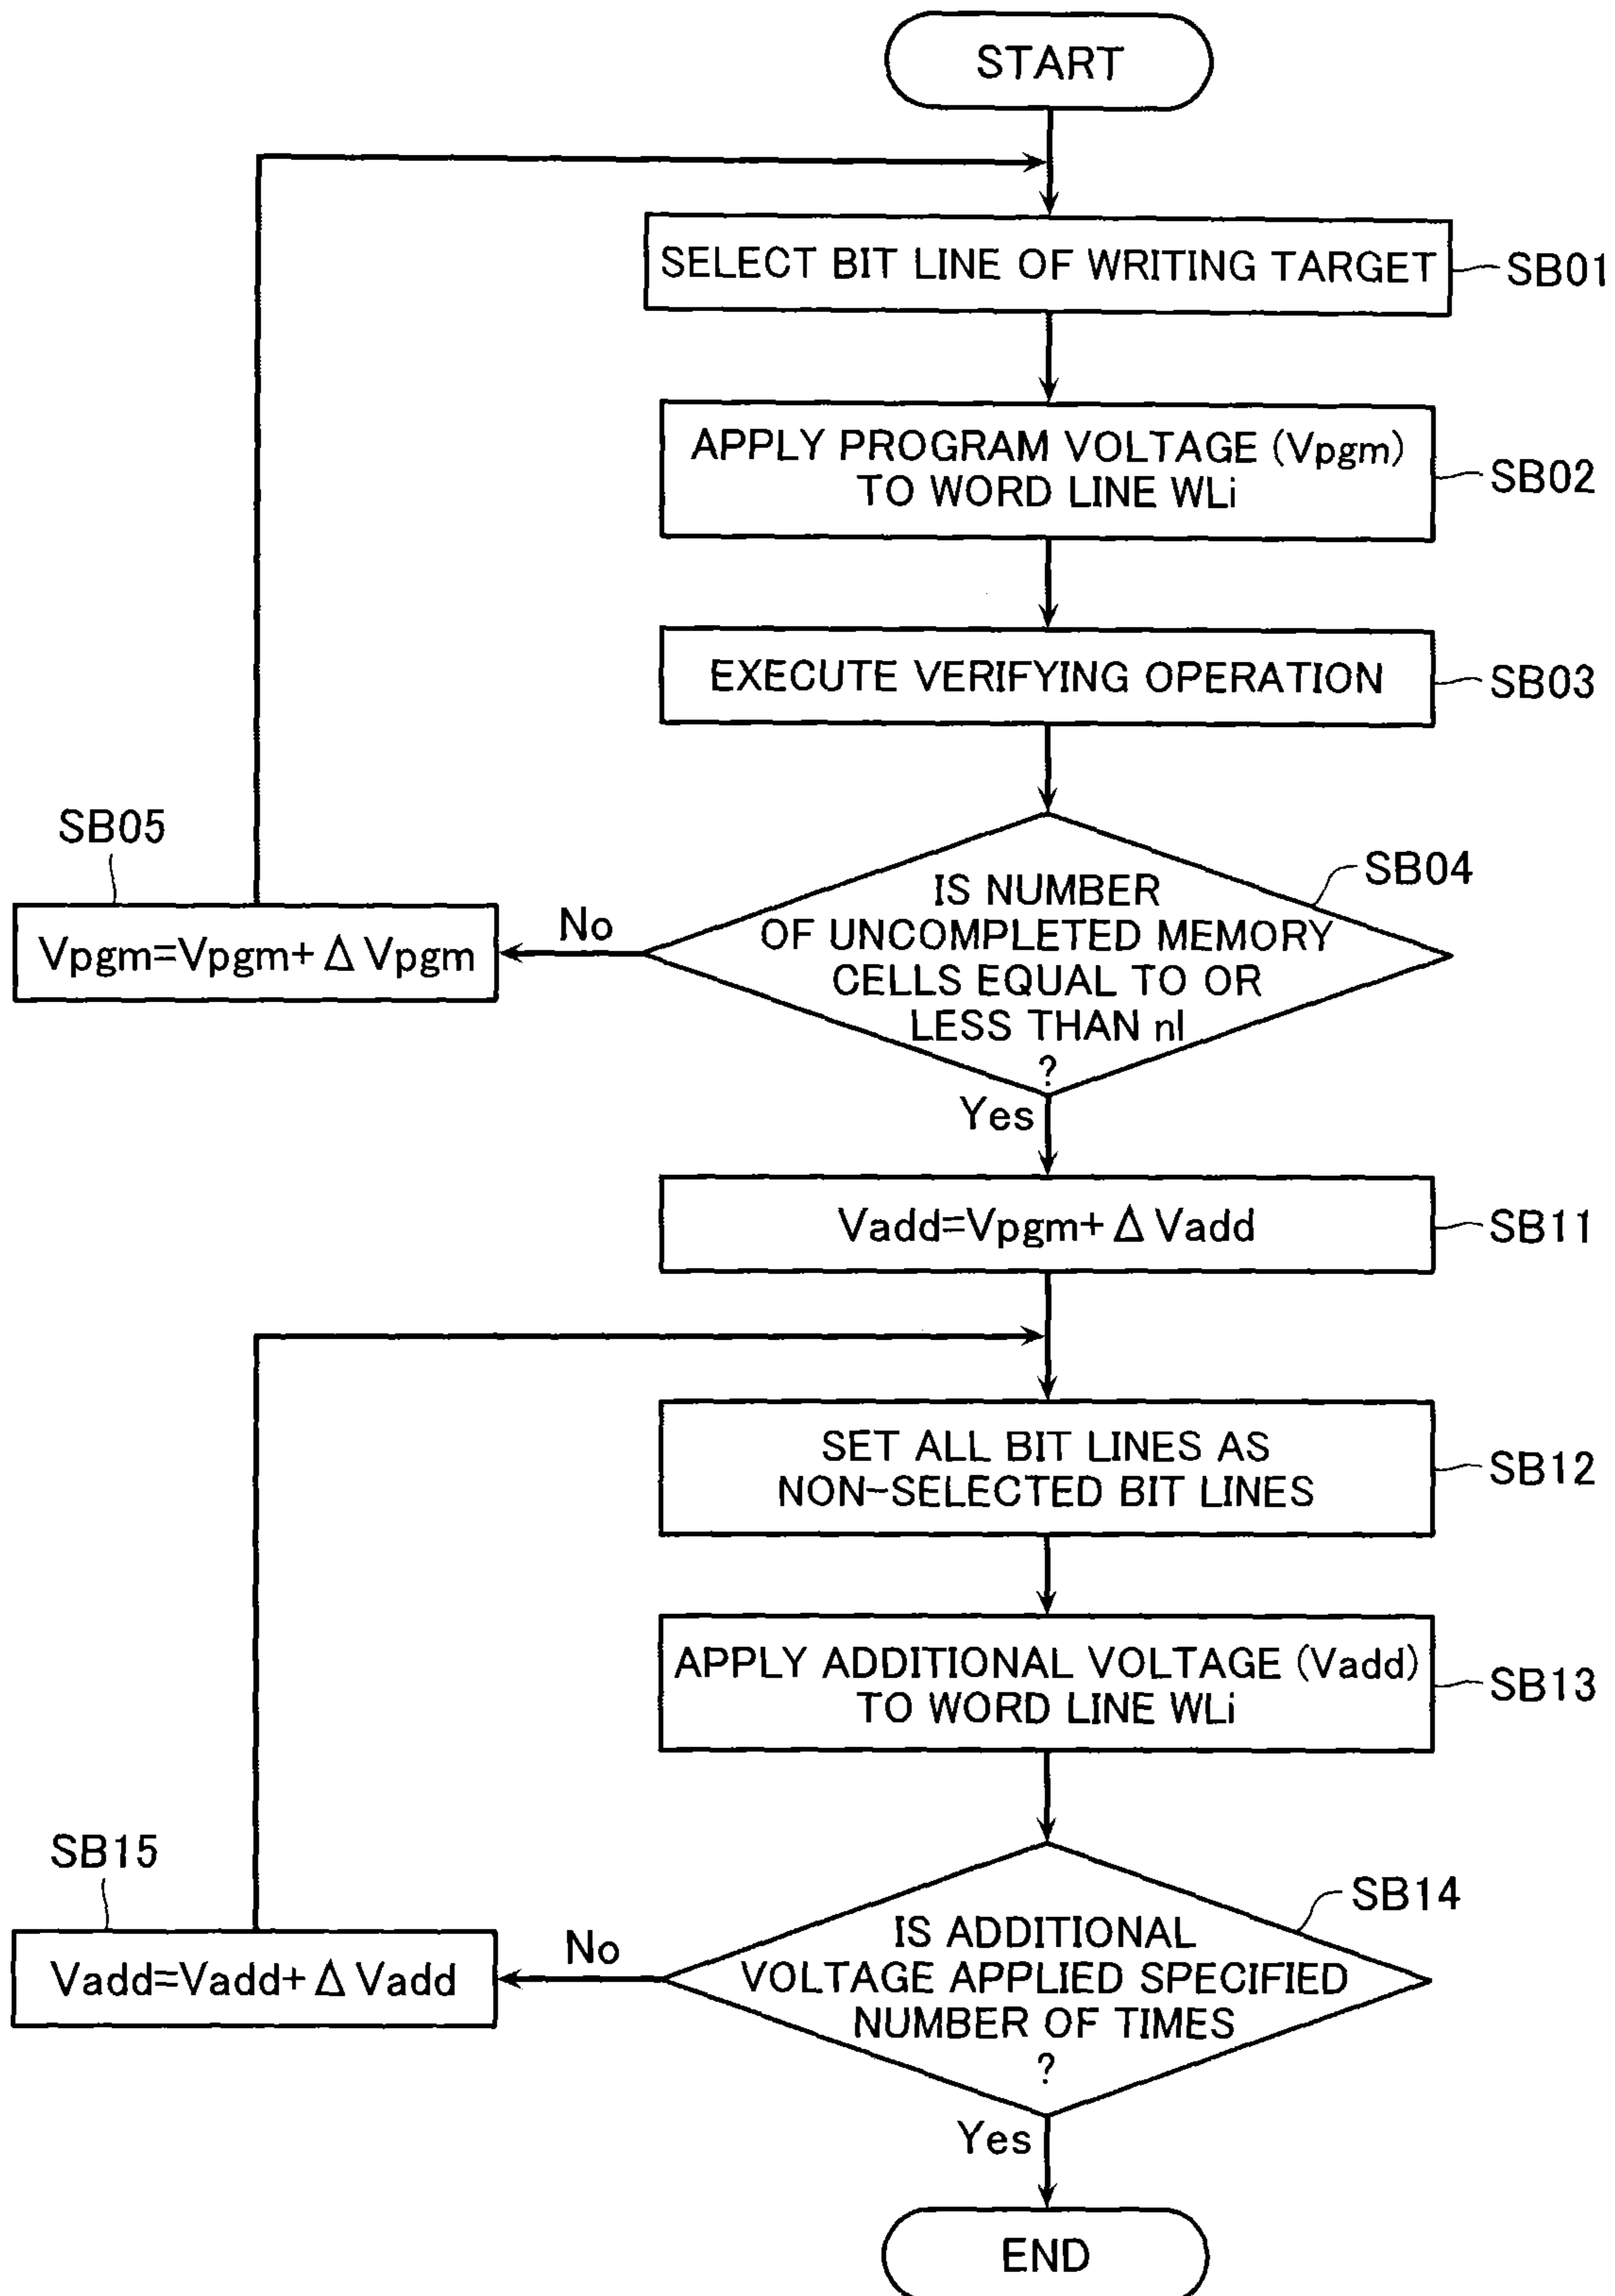 START
SELECT BIT LINE OF WRITING TARGET
SB01
APPLY PROGRAM VOLTAGE (Vpgm)
TO WORD LINE WLi
SB02
EXECUTE VERIFYING OPERATION
SB03
SB05
Vpgm=Vpgm+Δ Vpgm
No
IS NUMBER
OF UNCOMPLETED MEMORY
CELLS EQUAL TO OR
LESS THAN nl
?
SB04
Yes
Vadd=Vpgm+Δ Vadd
SB11
SET ALL BIT LINES AS
NON-SELECTED BIT LINES
SB12
APPLY ADDITIONAL VOLTAGE (Vadd)
TO WORD LINE WLi
SB13
SB15
Vadd=Vadd+Δ Vadd
No
IS ADDITIONAL
VOLTAGE APPLIED SPECIFIED
NUMBER OF TIMES
?
SB14
Yes
END